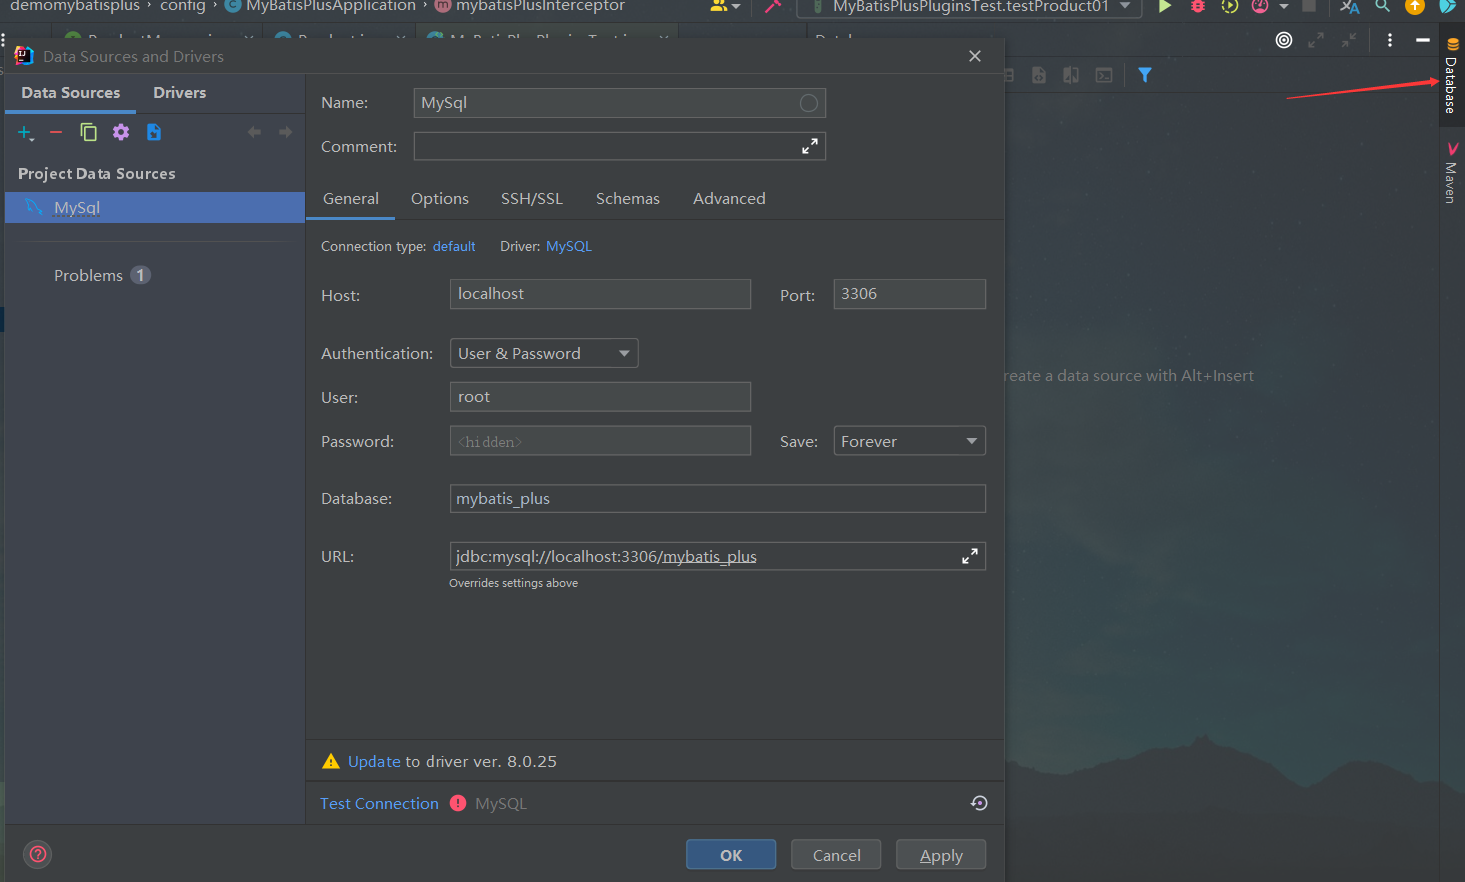 demomybatisplus › config › MyBatisPlusApplication › mybatisPlusInterceptor
MyBatisPlusPluginsTest.testProduct01
Data Sources and Drivers
Data Sources
Drivers
Project Data Sources
MySql
Problems 1
Name: MySql
Comment:
General Options SSH/SSL Schemas Advanced
Connection type: default Driver: MySQL
Host: localhost Port: 3306
Authentication: User & Password
User: root
Password: <hidden> Save: Forever
Database: mybatis_plus
URL: jdbc:mysql://localhost:3306/mybatis_plus
Overrides settings above
Update to driver ver. 8.0.25
Test Connection MySQL
OK Cancel Apply
reate a data source with Alt+Insert
Database
Maven